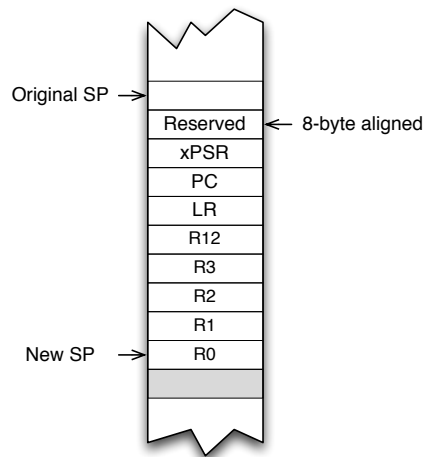 Original SP
Reserved
8-byte aligned
xPSR
PC
LR
R12
R3
R2
R1
New SP
R0